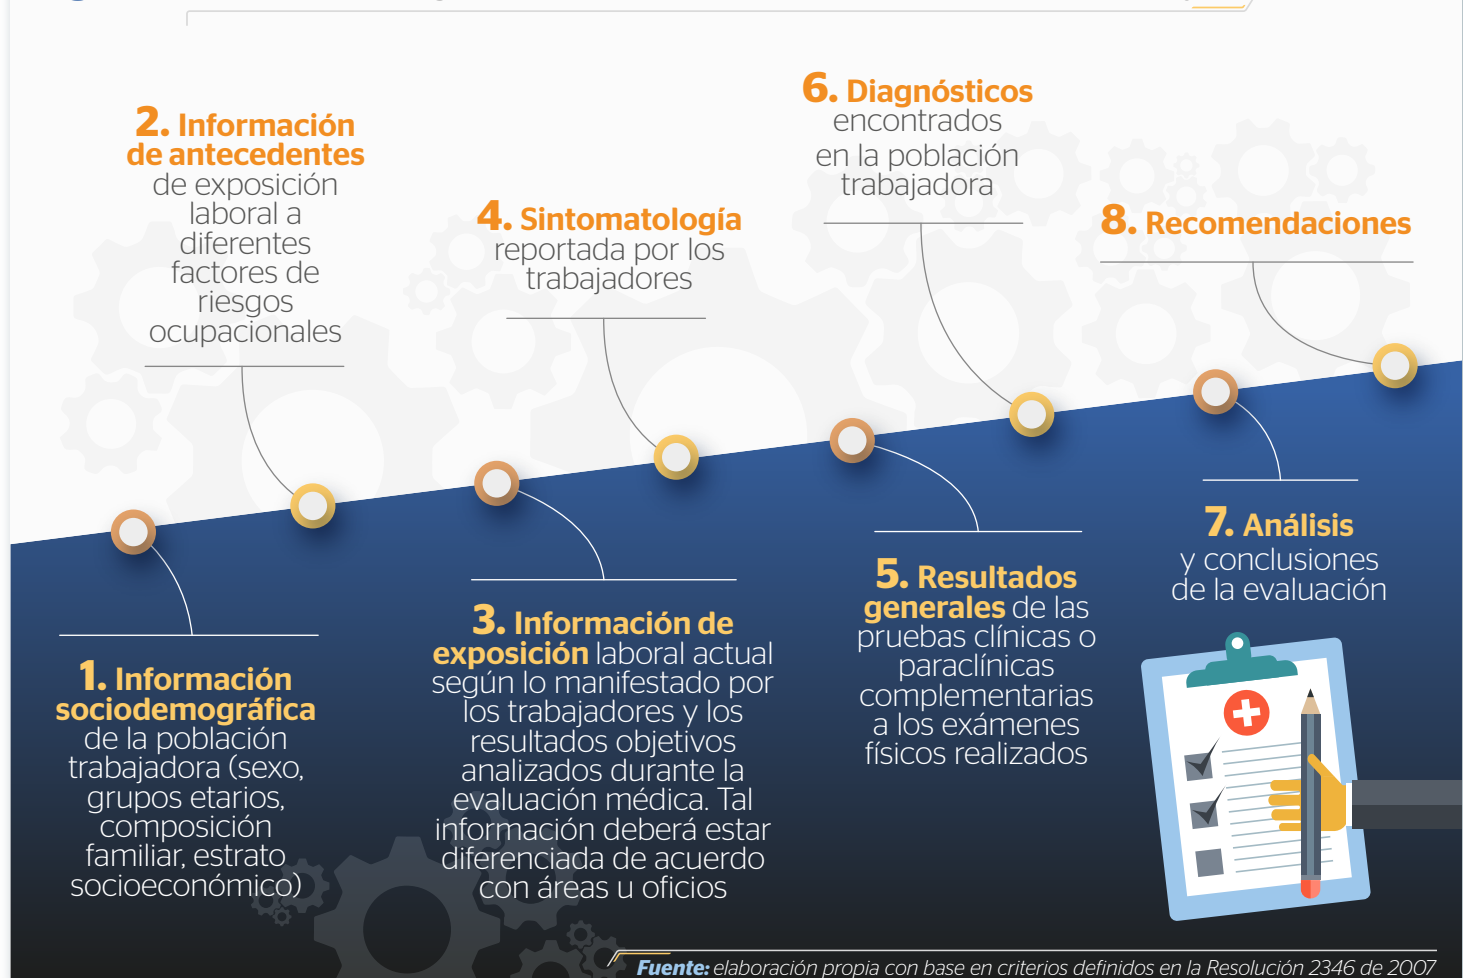 1. Información
sociodemográfica
de la población
trabajadora (sexo,
grupos etarios,
composición
familiar, estrato
socioeconómico)
2. Información
de antecedentes
de exposición
laboral a
diferentes
factores de
riesgos
ocupacionales
3. Información de
exposición laboral actual
según lo manifestado por
los trabajadores y los
resultados objetivos
analizados durante la
evaluación médica. Tal
información deberá estar
diferenciada de acuerdo
con áreas u oficios
4. Sintomatología
reportada por los
trabajadores
5. Resultados
generales de las
pruebas clínicas o
paraclínicas
complementarias
a los exámenes
físicos realizados
6. Diagnósticos
encontrados
en la población
trabajadora
7. Análisis
y conclusiones
de la evaluación
8. Recomendaciones
Fuente: elaboración propia con base en criterios definidos en la Resolución 2346 de 2007